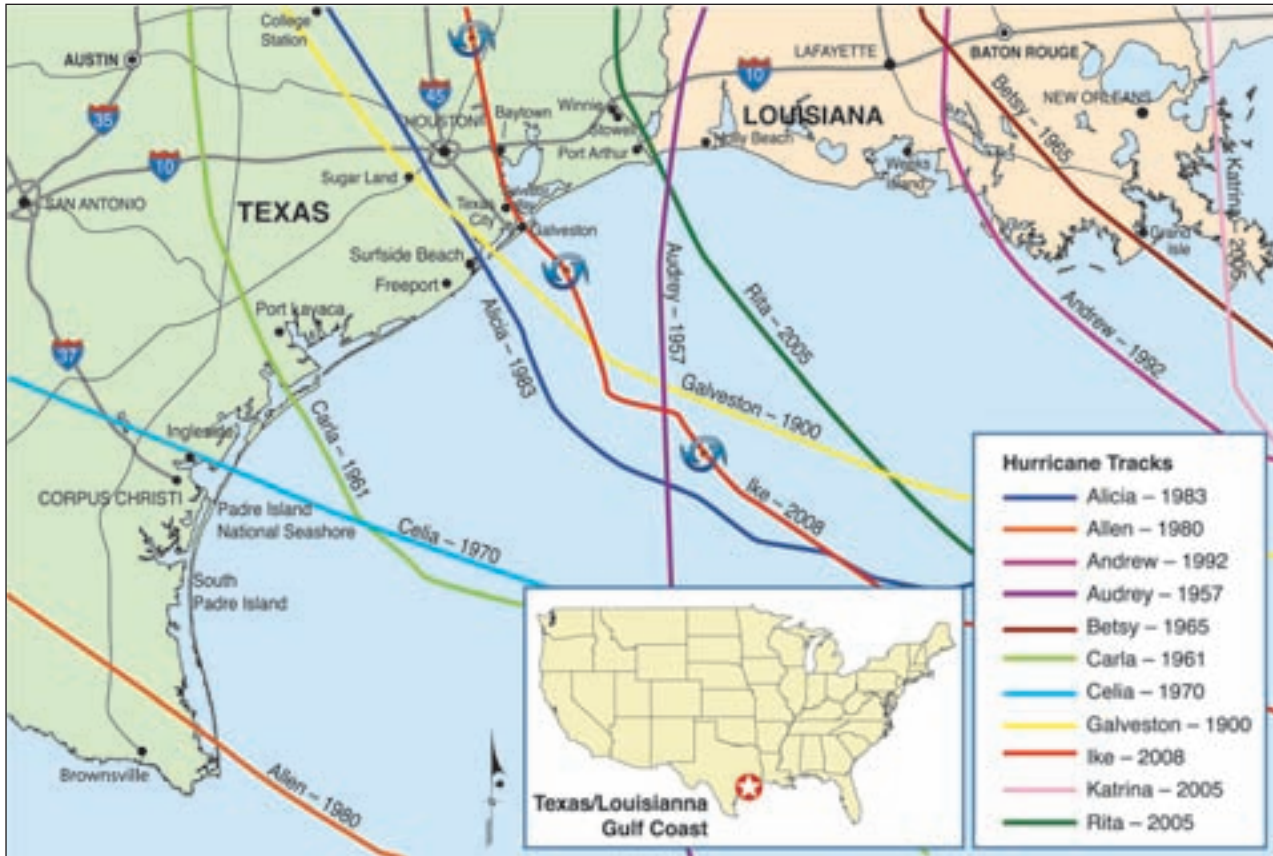 College
Station
AUSTIN
35
10
SAN ANTONIO
TEXAS
45
HOUSTON
Baytown
Winnie
Stowell
Port Arthur
Sugar Land
Texas
City
Galveston
Surfside Beach
Freeport
Port Lavaca
37
Ingleside
CORPUS CHRISTI
Padre Island
National Seashore
South
Padre Island
Brownsville
10
LAFAYETTE
BATON ROUGE
LOUISIANA
NEW ORLEANS
Holly Beach
Weeks
Island
Grand
Isle
Betsy – 1965
Katrina – 2005
Andrew – 1992
Audrey – 1957
Rita – 2005
Alicia – 1983
Galveston – 1900
Ike – 2008
Carla – 1961
Celia – 1970
Allen – 1980
Texas/Louisianna
Gulf Coast
Hurricane Tracks
Alicia – 1983
Allen – 1980
Andrew – 1992
Audrey – 1957
Betsy – 1965
Carla – 1961
Celia – 1970
Galveston – 1900
Ike – 2008
Katrina – 2005
Rita – 2005